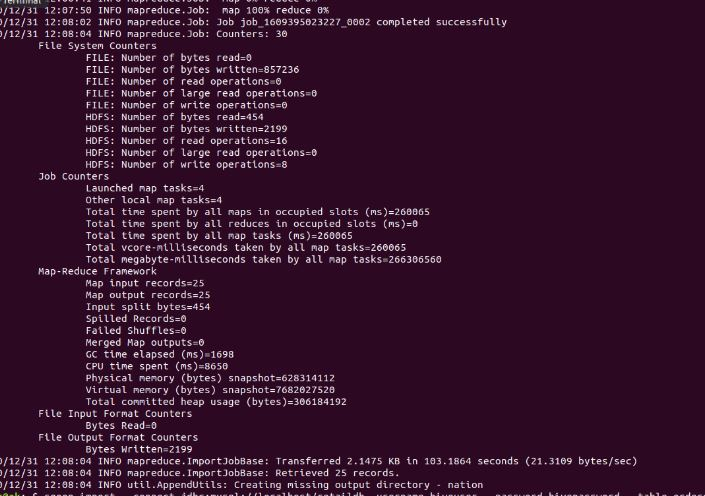 Terminal
0/12/31 12:07:50 INFO mapreduce.Job:  map 100% reduce 0%
0/12/31 12:08:02 INFO mapreduce.Job: Job job_1609395023227_0002 completed successfully
0/12/31 12:08:04 INFO mapreduce.Job: Counters: 30
File System Counters
FILE: Number of bytes read=0
FILE: Number of bytes written=857236
FILE: Number of read operations=0
FILE: Number of large read operations=0
FILE: Number of write operations=0
HDFS: Number of bytes read=454
HDFS: Number of bytes written=2199
HDFS: Number of read operations=16
HDFS: Number of large read operations=0
HDFS: Number of write operations=8
Job Counters
Launched map tasks=4
Other local map tasks=4
Total time spent by all maps in occupied slots (ms)=260065
Total time spent by all reduces in occupied slots (ms)=0
Total time spent by all map tasks (ms)=260065
Total vcore-milliseconds taken by all map tasks=260065
Total megabyte-milliseconds taken by all map tasks=266306560
Map-Reduce Framework
Map input records=25
Map output records=25
Input split bytes=454
Spilled Records=0
Failed Shuffles=0
Merged Map outputs=0
GC time elapsed (ms)=1698
CPU time spent (ms)=8650
Physical memory (bytes) snapshot=628314112
Virtual memory (bytes) snapshot=7682027520
Total committed heap usage (bytes)=306184192
File Input Format Counters
Bytes Read=0
File Output Format Counters
Bytes Written=2199
0/12/31 12:08:04 INFO mapreduce.ImportJobBase: Transferred 2.1475 KB in 103.1864 seconds (21.3109 bytes/sec)
0/12/31 12:08:04 INFO mapreduce.ImportJobBase: Retrieved 25 records.
0/12/31 12:08:04 INFO util.AppendUtils: Creating missing output directory - nation